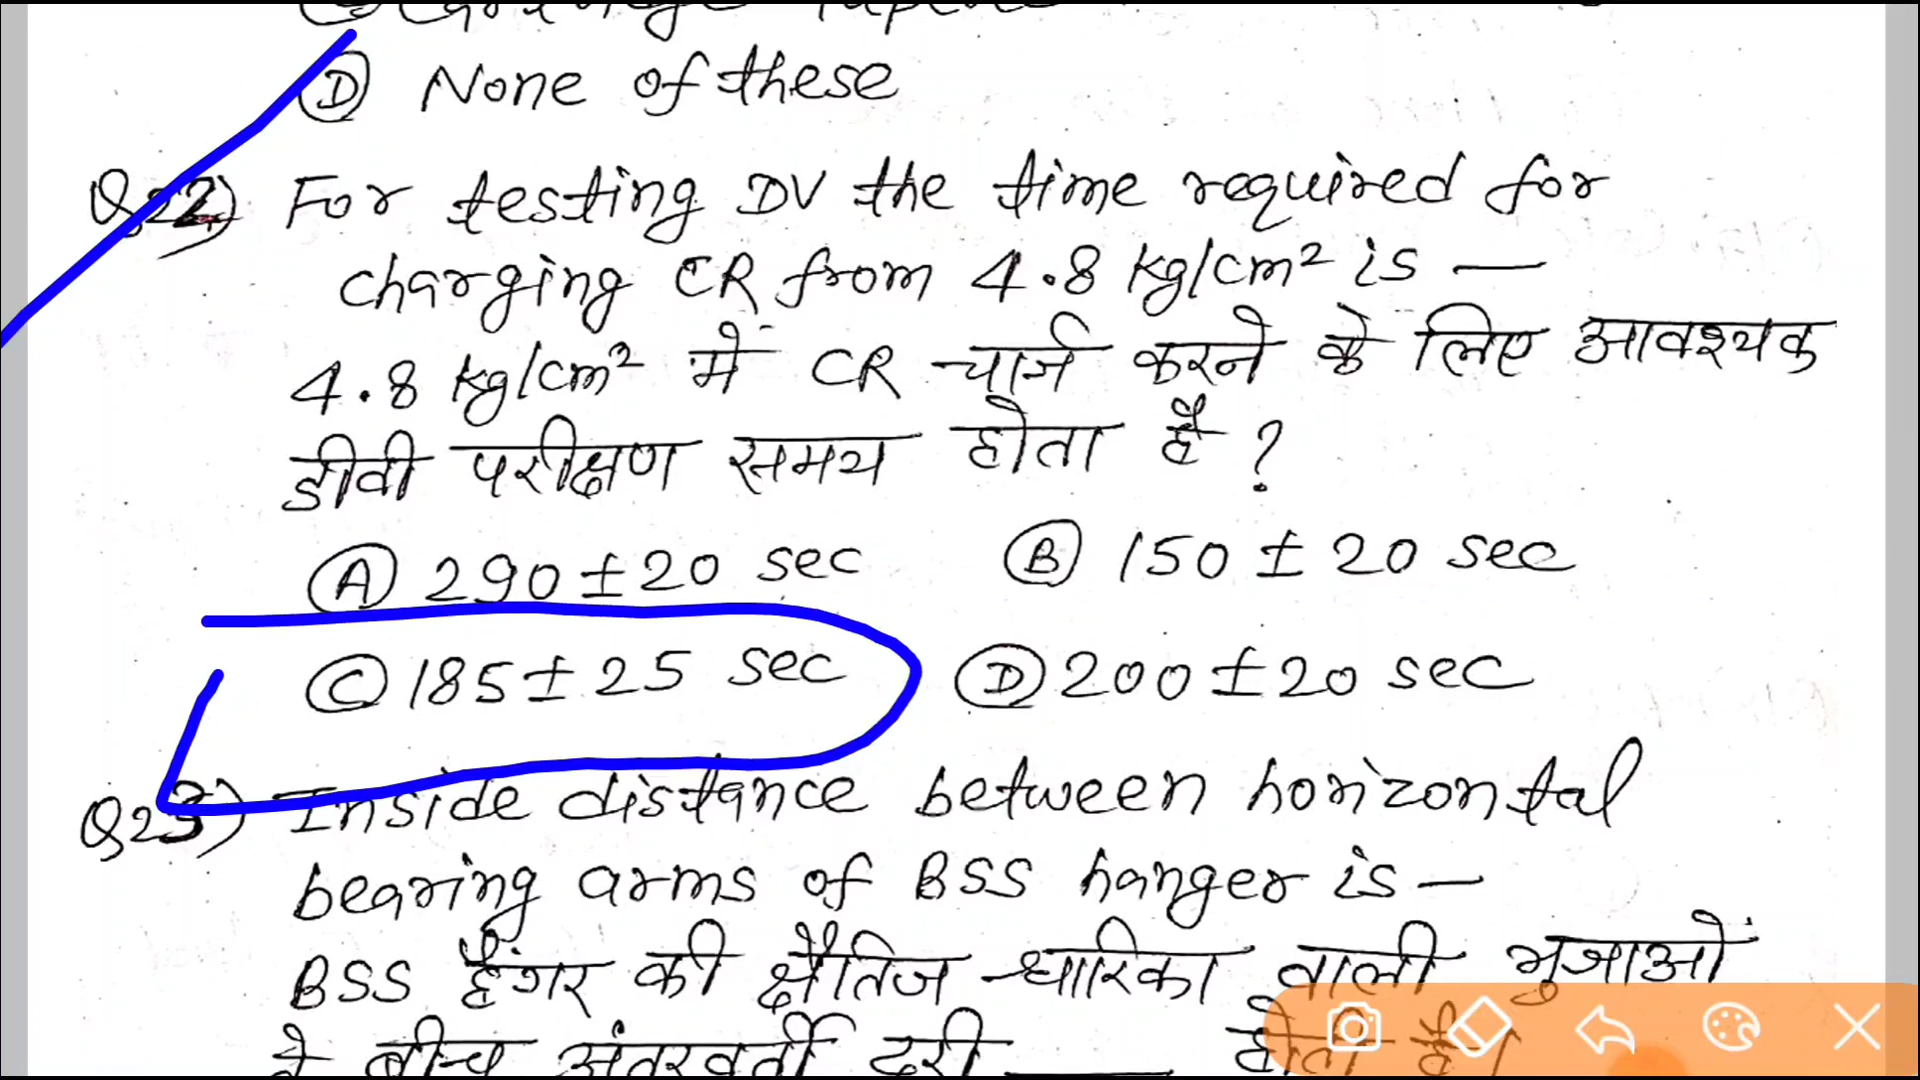 D None of these
Q22) For testing DV the time required for
charging CR from 4.8 kg/cm² is —
4.8 kg/cm² में CR चार्ज करने के लिए आवश्यक
डीवी परीक्षण समय होता है ?
A 290 ± 20 sec B 150 ± 20 sec
C 185 ± 25 sec D 200 ± 20 sec
Q23) Inside distance between horizontal
bearing arms of BSS hanger is —
BSS हैंगर की क्षैतिज धारिका वाली भुजाओं
के बीच अंतरवर्ती दूरी ___ होती है।